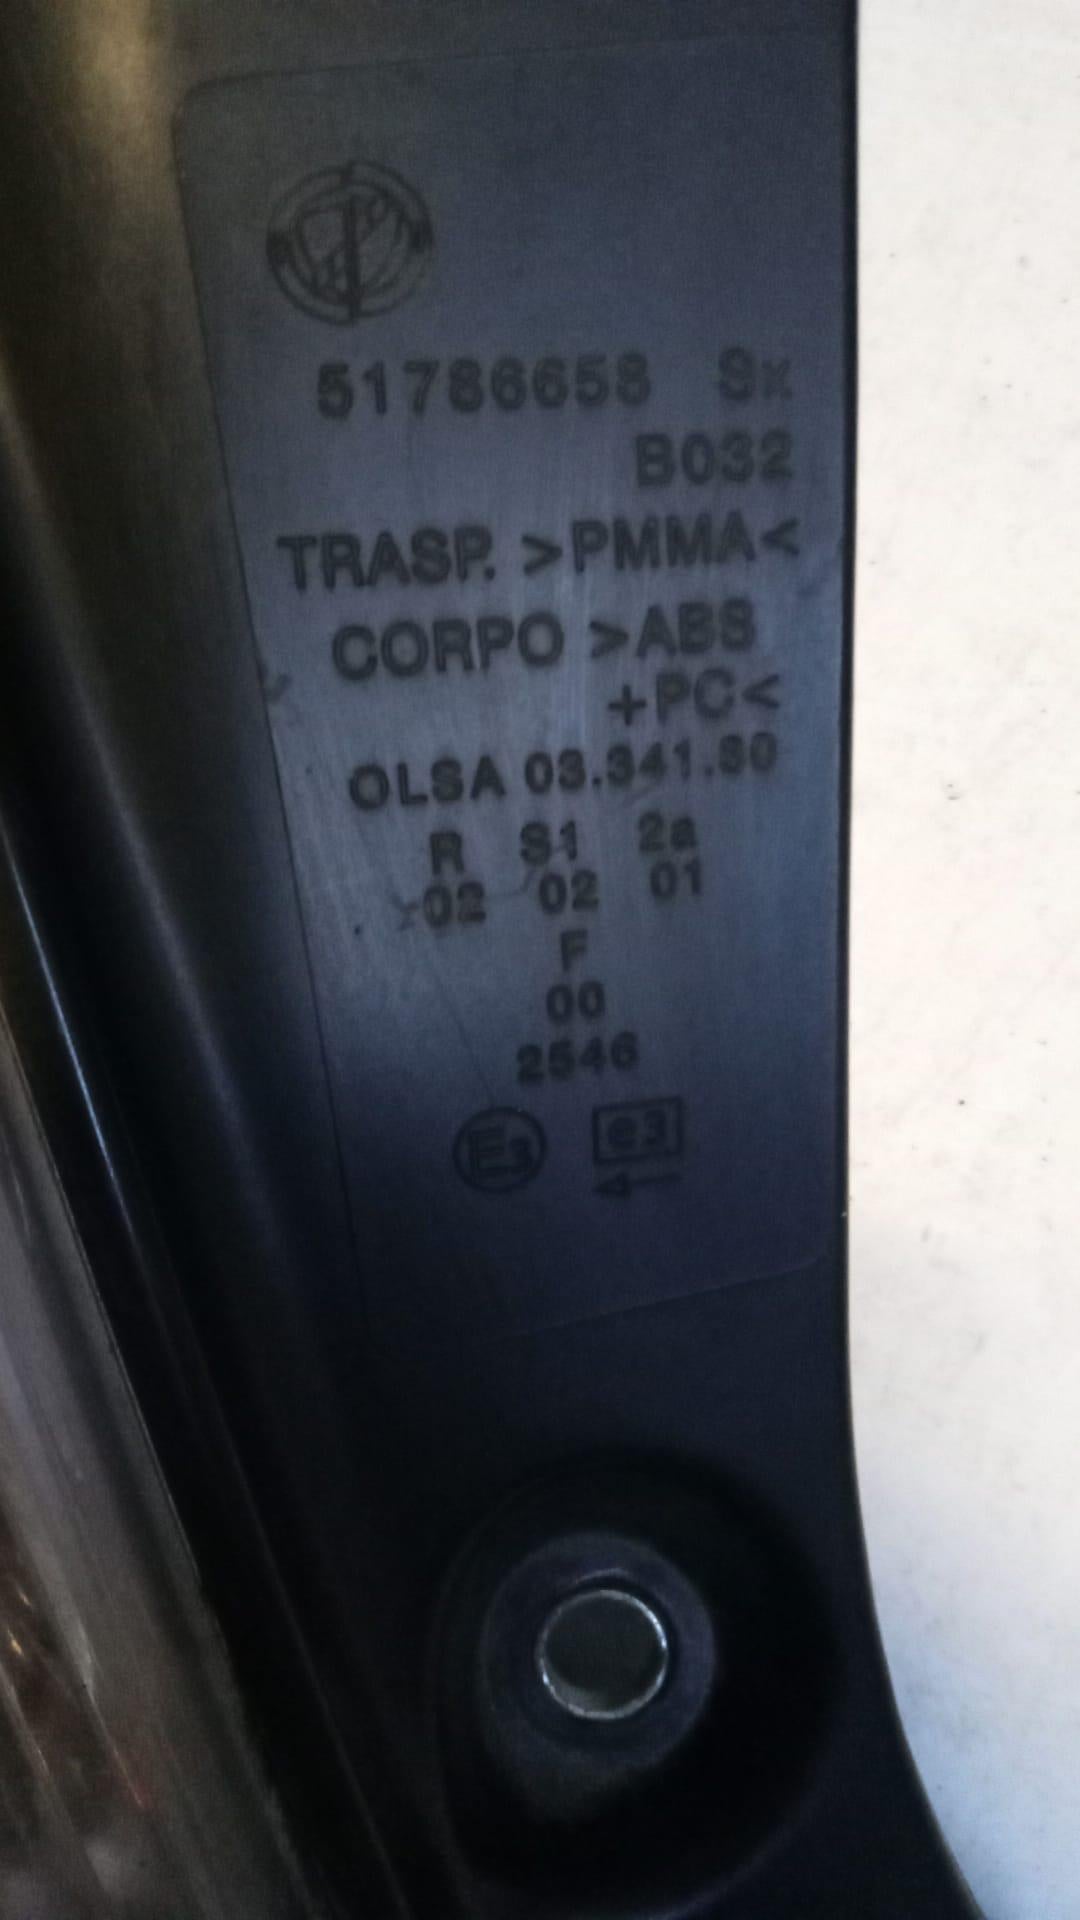 51786658 Sx
B032
TRASP. >PMMA<
CORPO >ABS
+PC<
OLSA 03.341.80
R S1 2a
02 02 01
F
00
2546
E3 e3